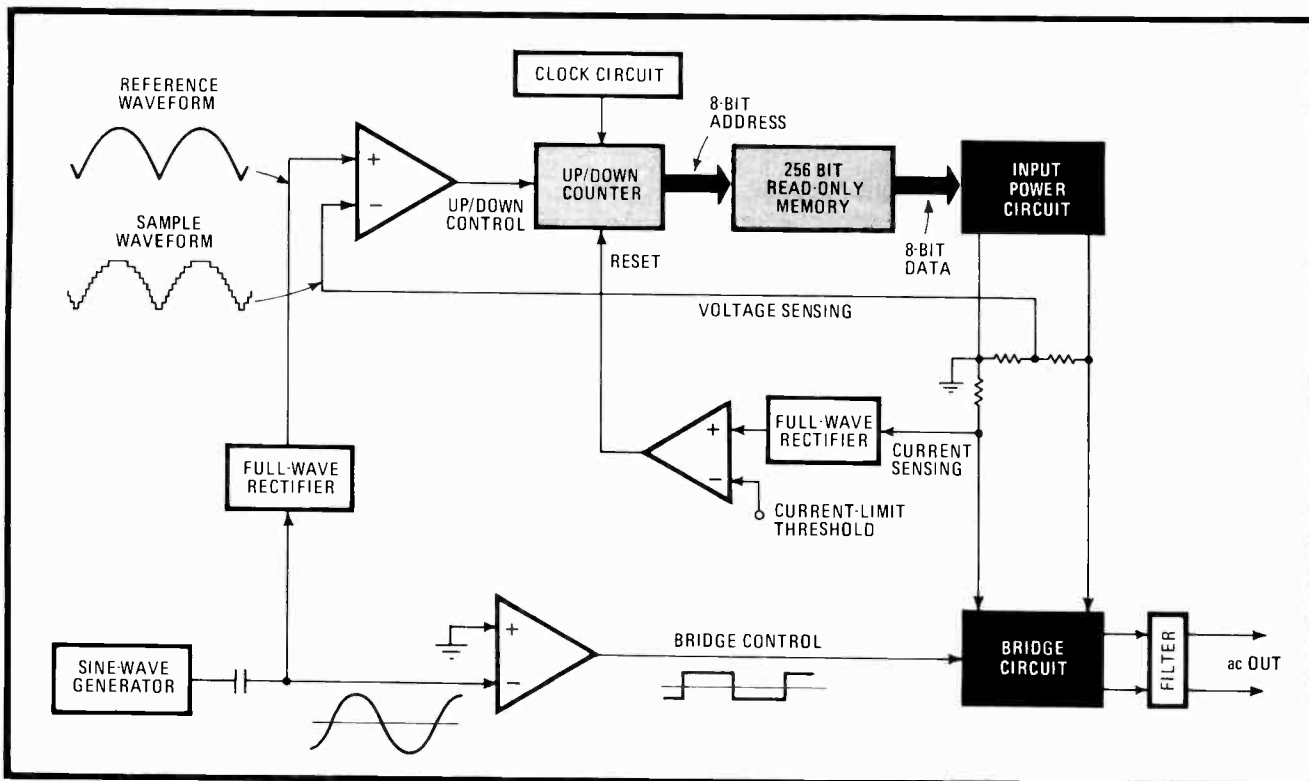 REFERENCE
WAVEFORM
CLOCK CIRCUIT
8-BIT
ADDRESS
+
−
UP/DOWN
CONTROL
UP/DOWN
COUNTER
256 BIT
READ-ONLY
MEMORY
INPUT
POWER
CIRCUIT
SAMPLE
WAVEFORM
RESET
8-BIT
DATA
VOLTAGE SENSING
+
−
FULL-WAVE
RECTIFIER
CURRENT
SENSING
CURRENT-LIMIT
THRESHOLD
FULL-WAVE
RECTIFIER
SINE-WAVE
GENERATOR
+
−
BRIDGE CONTROL
BRIDGE
CIRCUIT
FILTER
ac OUT